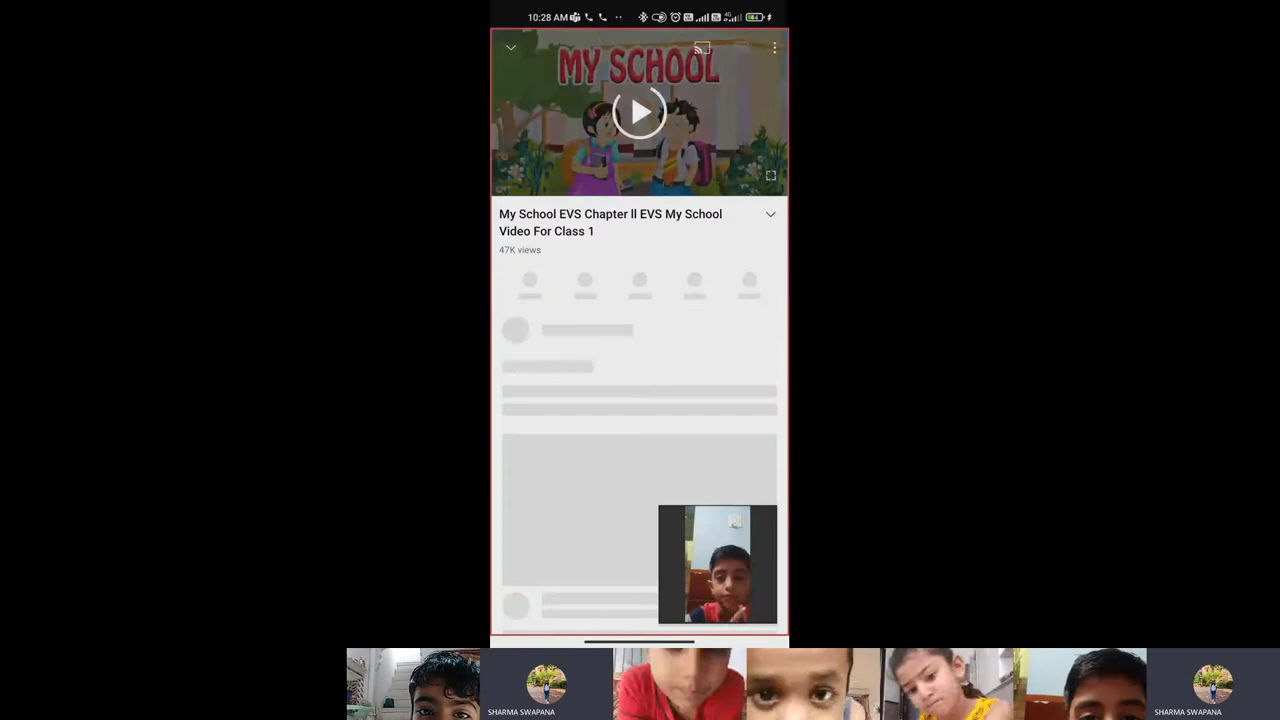 10:28 AM
4G
MY SCHOOL
My School EVS Chapter ll EVS My School
Video For Class 1
47K views
SHARMA SWAPANA
SHARMA SWAPANA